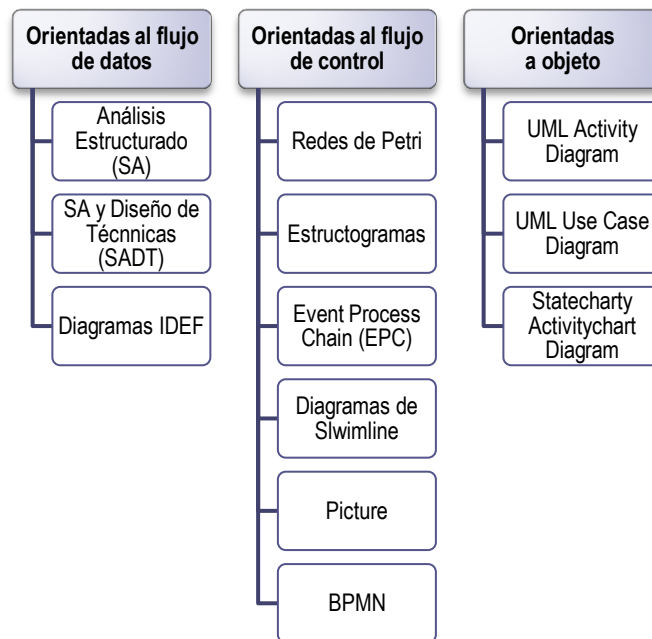 Orientadas al flujo
de datos
Análisis
Estructurado
(SA)
SA y Diseño de
Técnnicas
(SADT)
Diagramas IDEF
Orientadas al flujo
de control
Redes de Petri
Estructogramas
Event Process
Chain (EPC)
Diagramas de
Slwimline
Picture
BPMN
Orientadas
a objeto
UML Activity
Diagram
UML Use Case
Diagram
Statecharty
Activitychart
Diagram